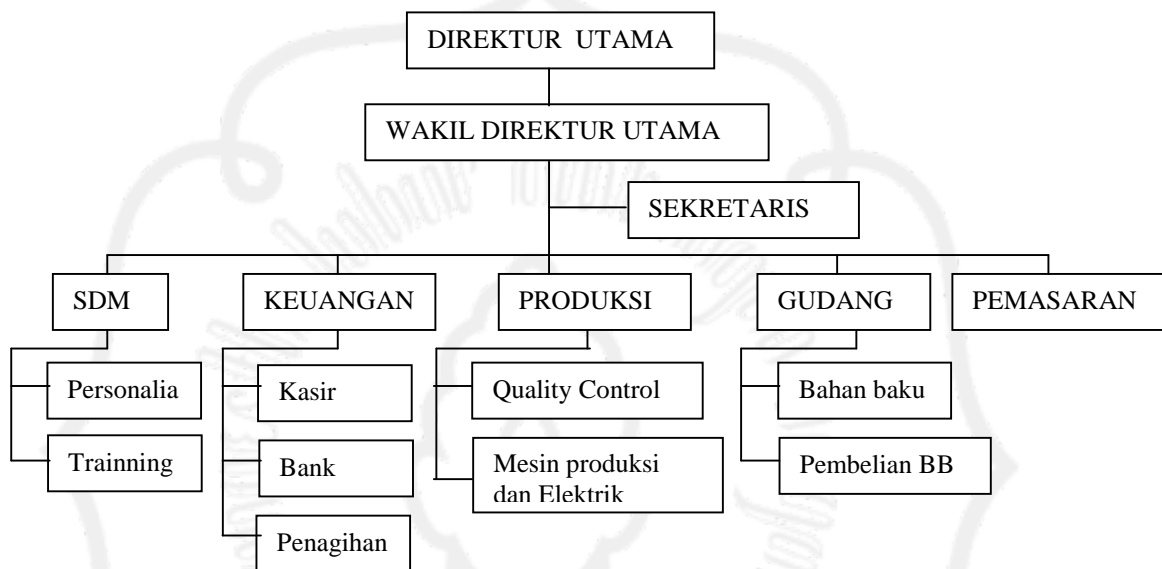 DIREKTUR UTAMA
WAKIL DIREKTUR UTAMA
SEKRETARIS
SDM
KEUANGAN
PRODUKSI
GUDANG
PEMASARAN
Personalia
Trainning
Kasir
Bank
Penagihan
Quality Control
Mesin produksi
dan Elektrik
Bahan baku
Pembelian BB